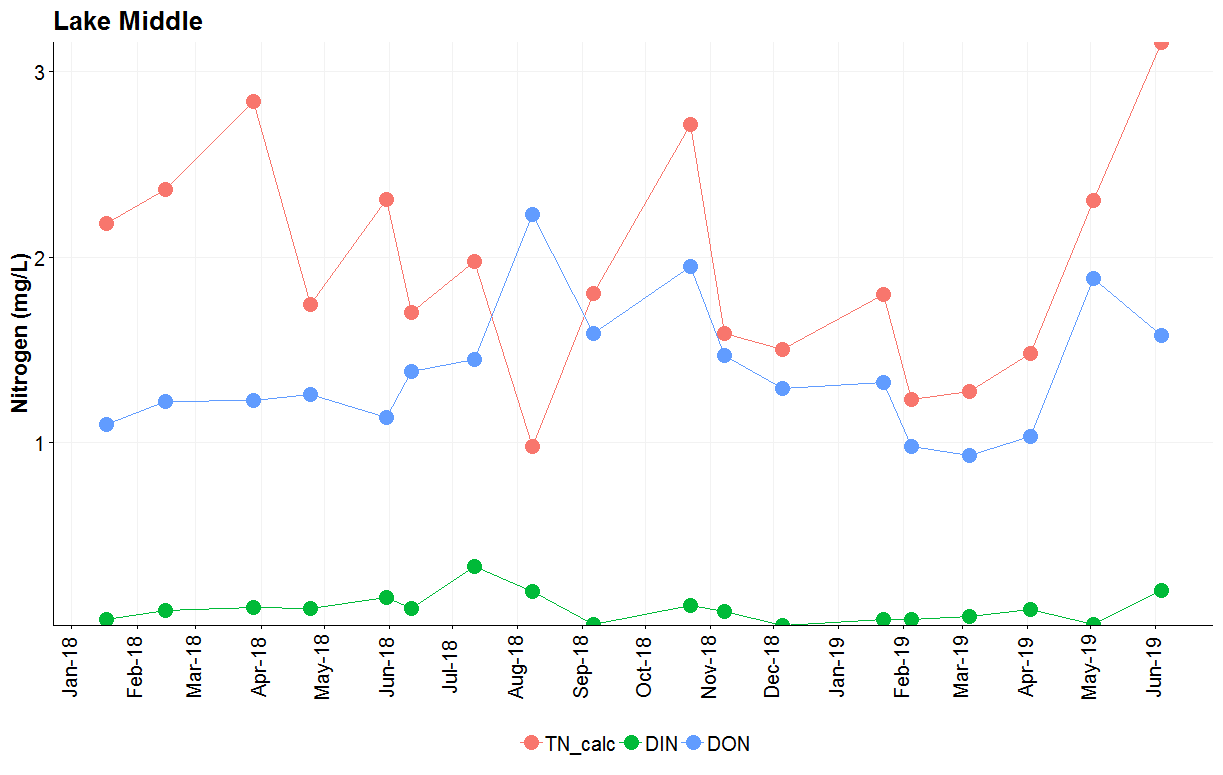 Lake Middle
Nitrogen (mg/L)
3
2
1
Jan-18 Feb-18 Mar-18 Apr-18 May-18 Jun-18 Jul-18 Aug-18 Sep-18 Oct-18 Nov-18 Dec-18 Jan-19 Feb-19 Mar-19 Apr-19 May-19 Jun-19
TN_calc DIN DON